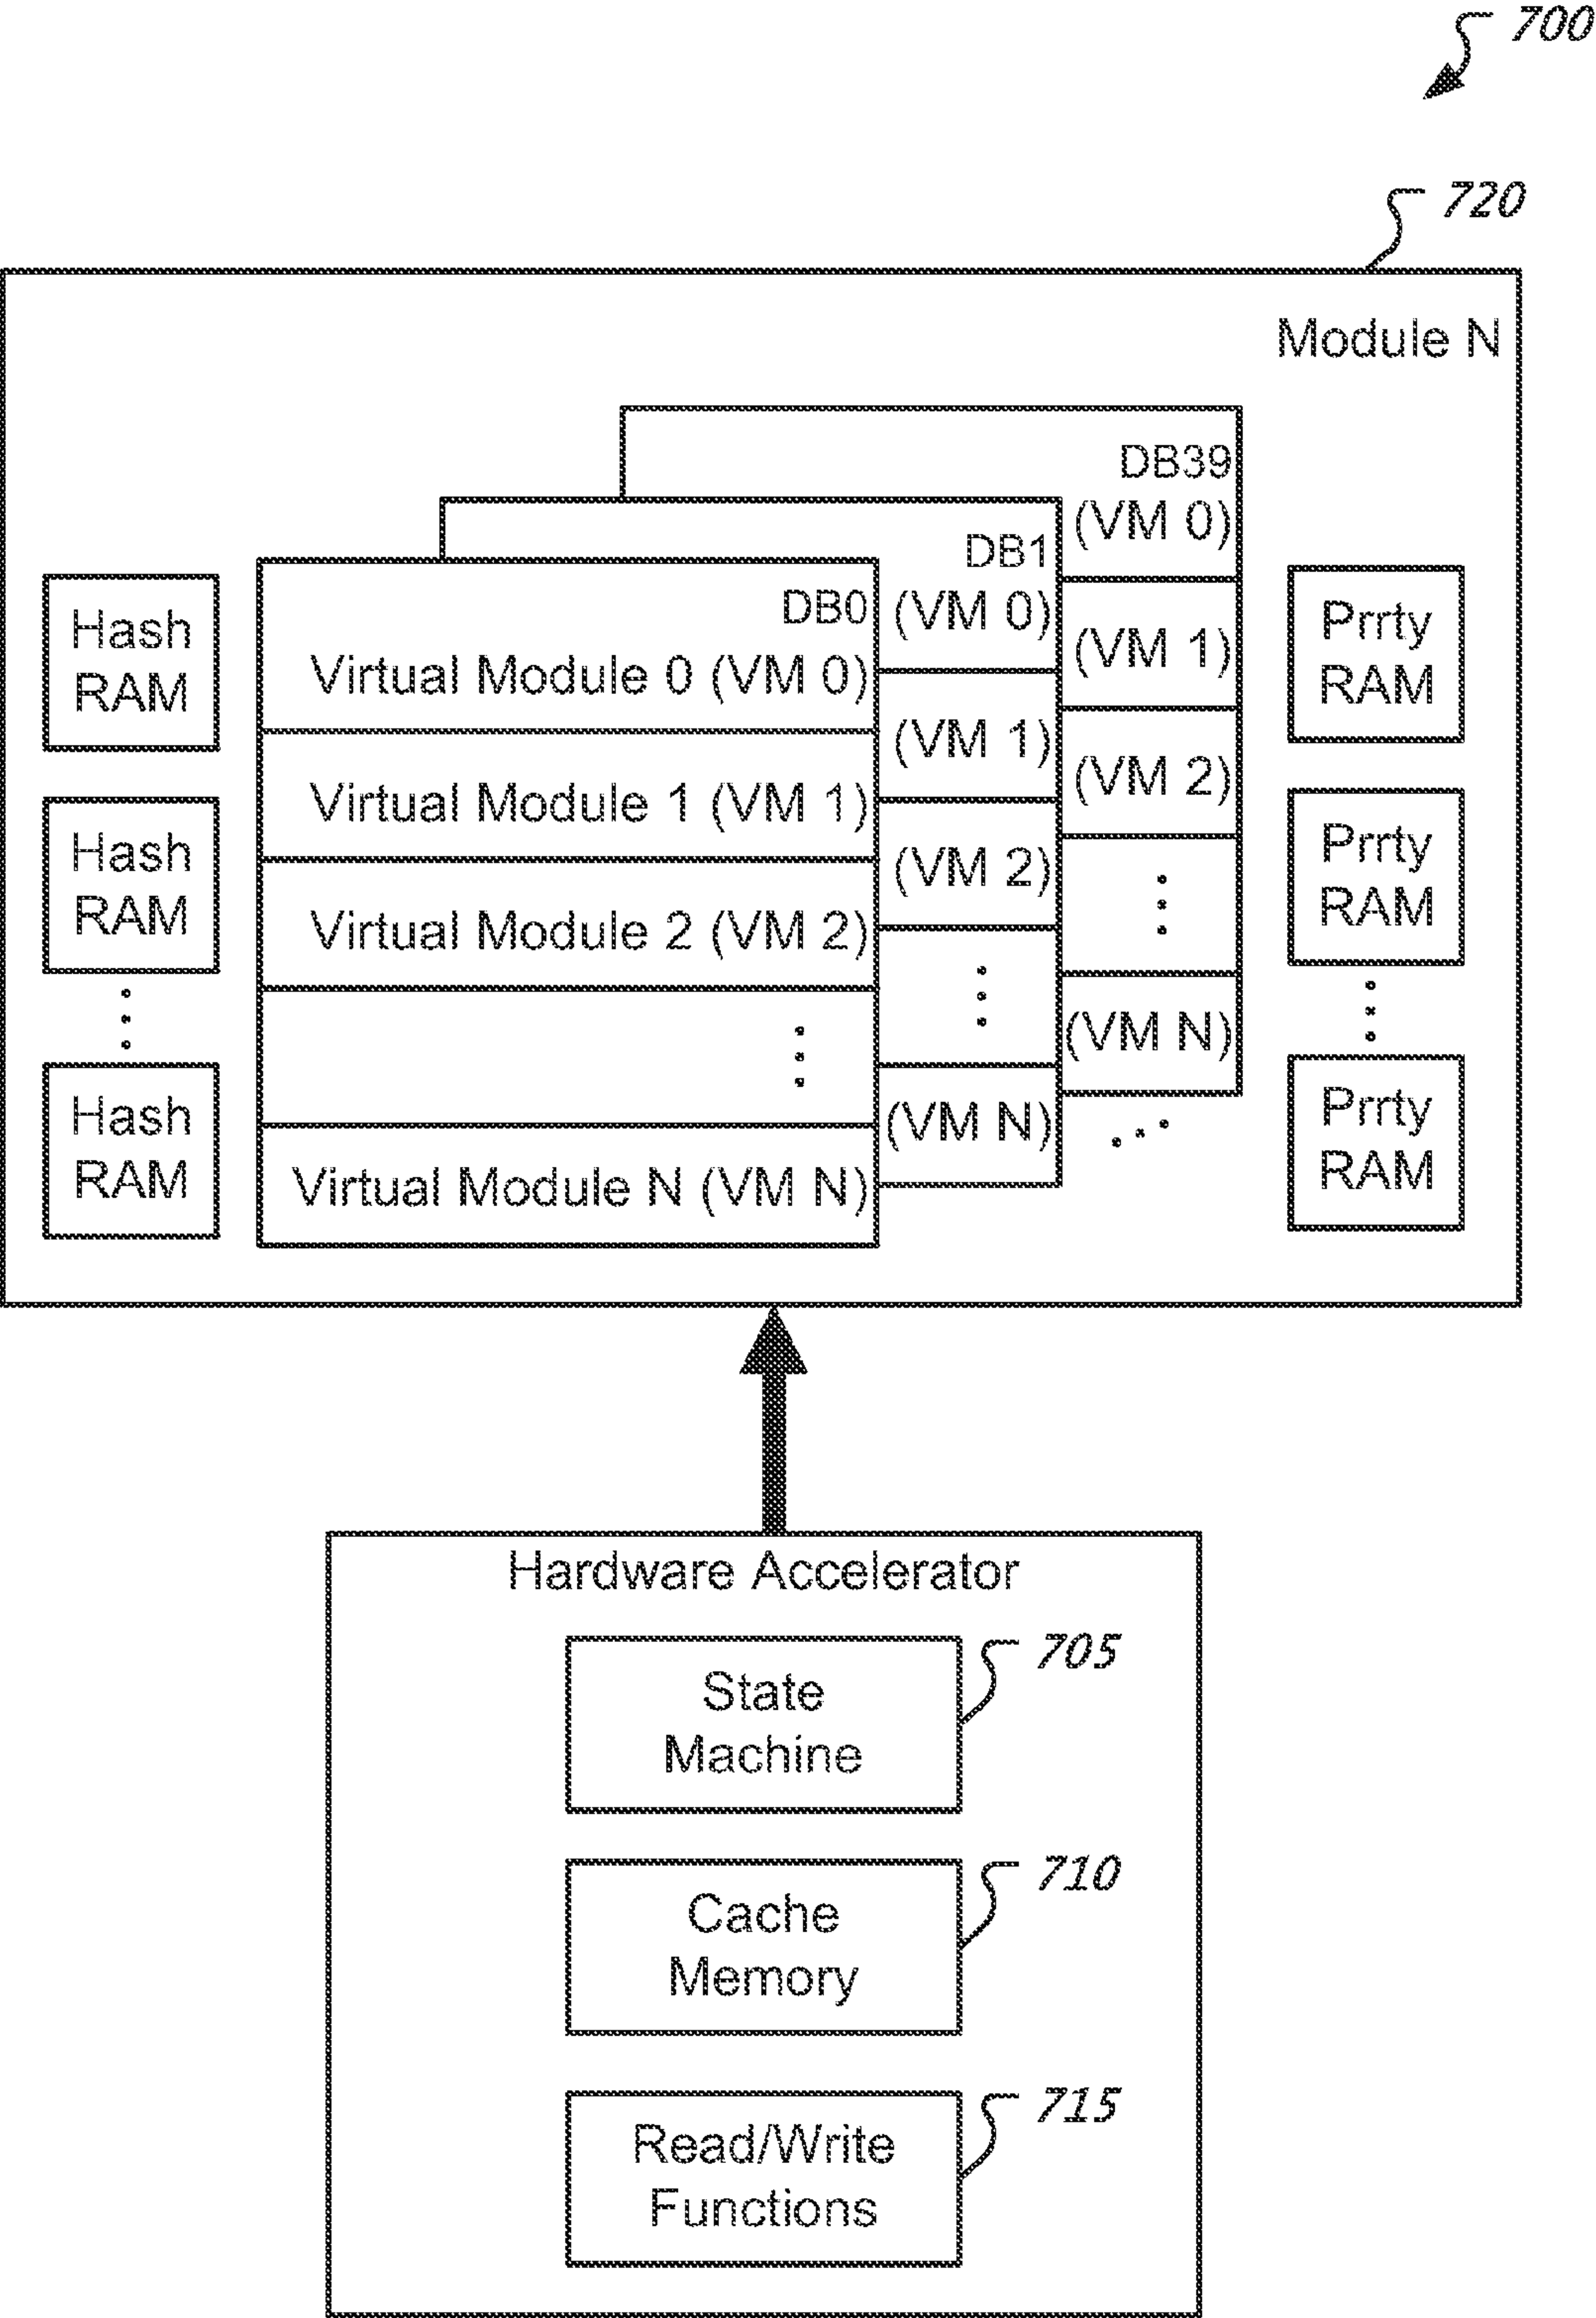 700
720
Module N
DB39
(VM 0)
(VM 1)
(VM 2)
(VM N)
DB1
(VM 0)
(VM 1)
(VM 2)
(VM N)
DB0
Virtual Module 0 (VM 0)
Virtual Module 1 (VM 1)
Virtual Module 2 (VM 2)
Virtual Module N (VM N)
Hash
RAM
Hash
RAM
Hash
RAM
Prrty
RAM
Prrty
RAM
Prrty
RAM
Hardware Accelerator
State
Machine
705
Cache
Memory
710
Read/Write
Functions
715